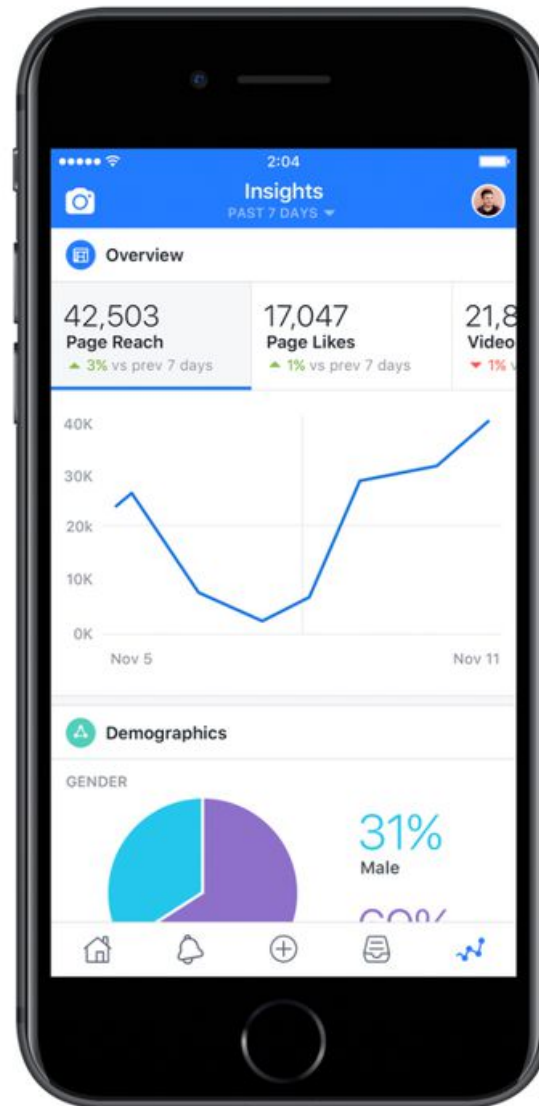 2:04
Insights
PAST 7 DAYS
Overview
42,503
Page Reach
3% vs prev 7 days
17,047
Page Likes
1% vs prev 7 days
21,8
Video
1%
40K
30K
20k
10K
0K
Nov 5
Nov 11
Demographics
GENDER
31%
Male